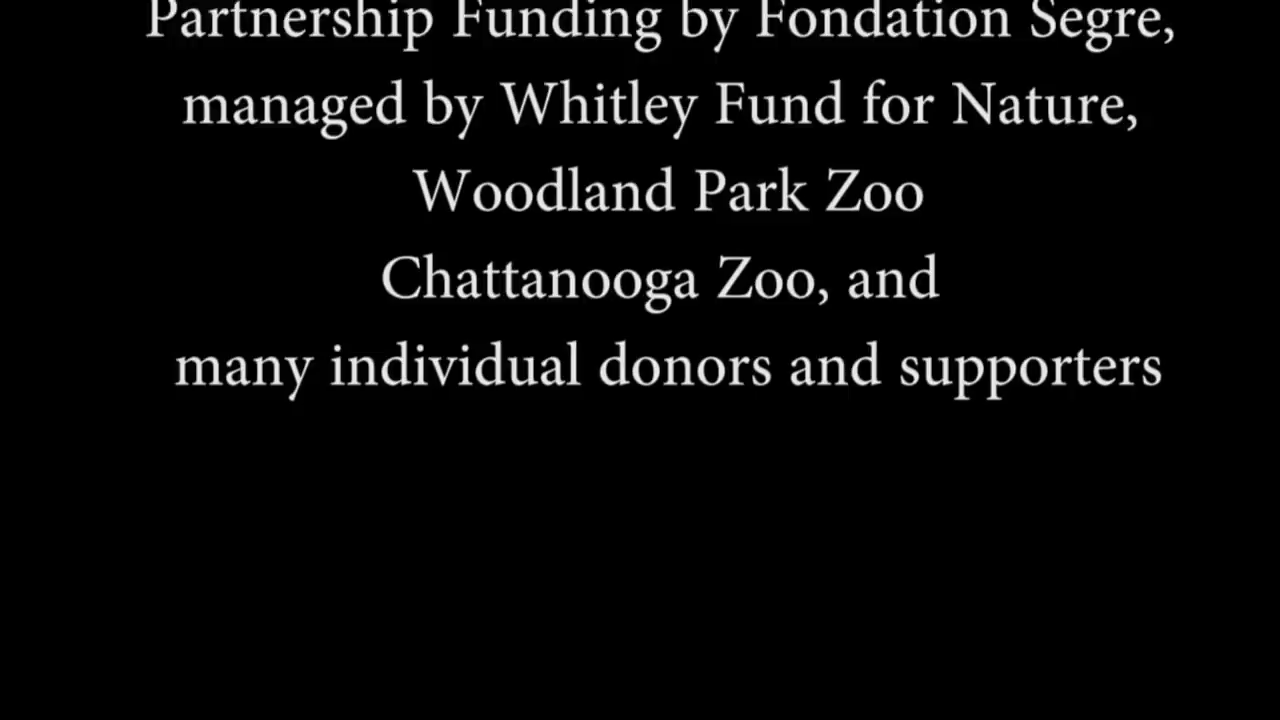 Partnership Funding by Fondation Segre,
managed by Whitley Fund for Nature,
Woodland Park Zoo
Chattanooga Zoo, and
many individual donors and supporters